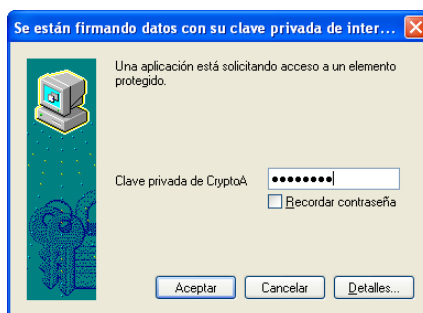 Se están firmando datos con su clave privada de inter...
Una aplicación está solicitando acceso a un elemento
protegido.
Clave privada de CryptoA ●●●●●●●●
Recordar contraseña
Aceptar Cancelar Detalles...